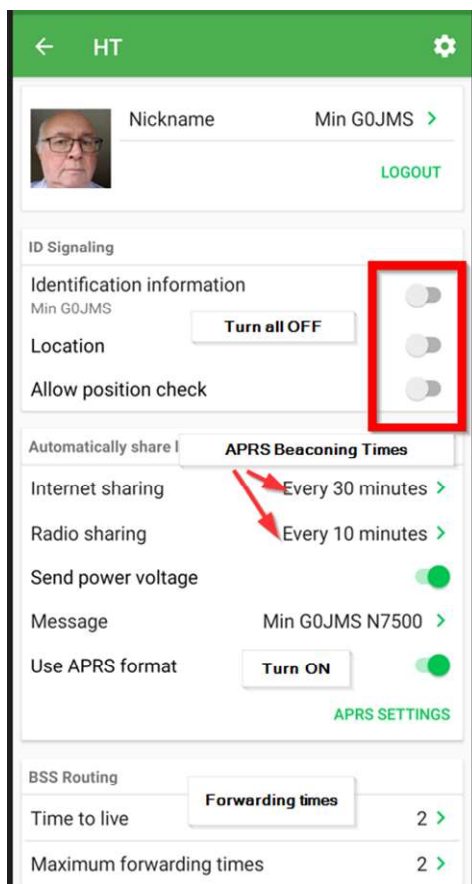 HT
Nickname Min G0JMS >
LOGOUT
ID Signaling
Identification information
Min G0JMS
Turn all OFF
Location
Allow position check
Automatically share l APRS Beaconing Times
Internet sharing Every 30 minutes >
Radio sharing Every 10 minutes >
Send power voltage
Message Min G0JMS N7500 >
Use APRS format Turn ON
APRS SETTINGS
BSS Routing
Forwarding times
Time to live 2 >
Maximum forwarding times 2 >